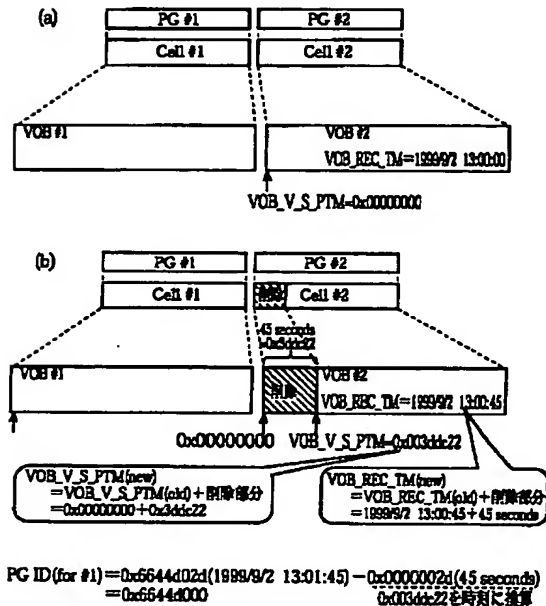 (a)
PG #1
PG #2
Cell #1
Cell #2
VOB #1
VOB #2
VOB_REC_TM=1999/9/2 13:00:00
VOB_V_S_PTM=0x00000000
(b)
PG #1
PG #2
Cell #1
削除
Cell #2
45 seconds
=0x3ddc22
VOB #1
削除
VOB #2
VOB_REC_TM=1999/9/2 13:00:45
0x00000000
VOB_V_S_PTM=0x003ddc22
VOB_V_S_PTM(new)
=VOB_V_S_PTM(old)+削除部分
=0x00000000+0x3ddc22
VOB_REC_TM(new)
=VOB_REC_TM(old)+削除部分
=1999/9/2 13:00:45+45 seconds
PG ID(for #1)=0x6644d02d(1999/9/2 13:01:45)-0x0000002d(45 seconds)
=0x6644d000
0x003ddc22を時刻に換算